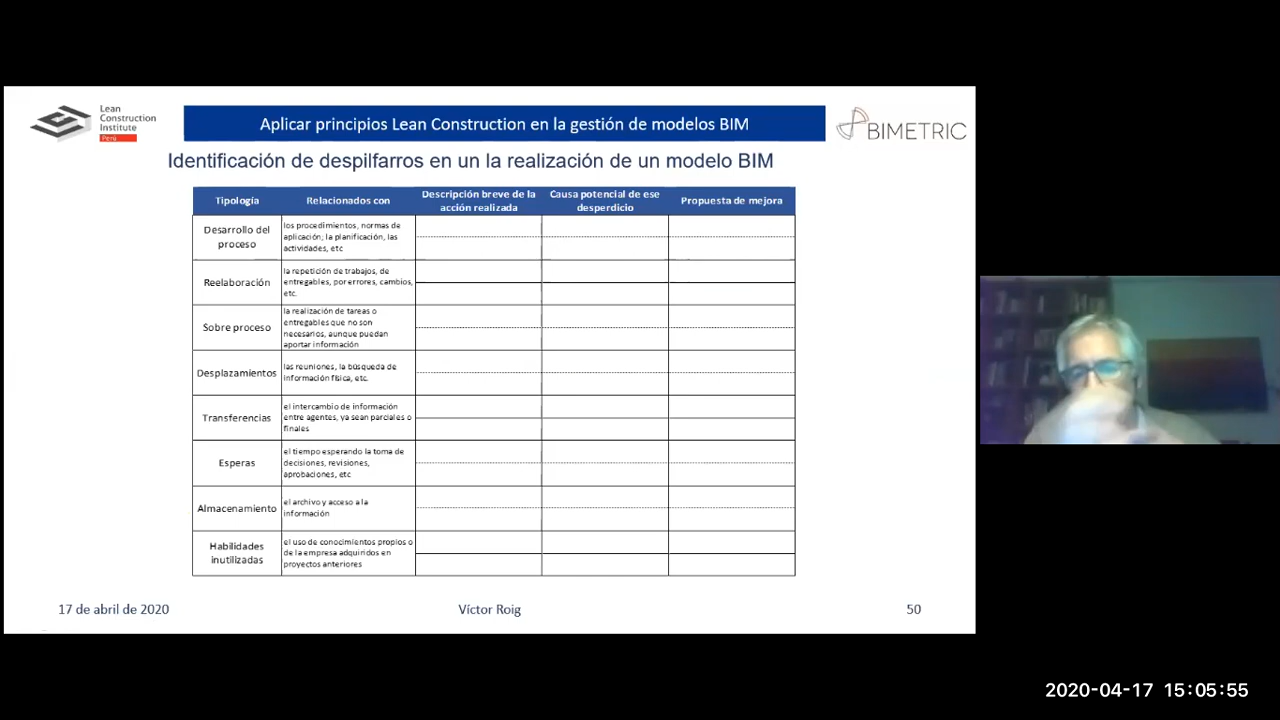 Lean
Construction
Institute
Perú
Aplicar principios Lean Construction en la gestión de modelos BIM
BIMETRIC
Identificación de despilfarros en un la realización de un modelo BIM
Tipología
Relacionados con
Descripción breve de la
acción realizada
Causa potencial de ese
desperdicio
Propuesta de mejora
Desarrollo del
proceso
los procedimientos, normas de
aplicación, la planificación, las
actividades, etc
Reelaboración
la repetición de trabajos, de
entregables, por errores, cambios,
etc.
Sobre proceso
la realización de tareas o
entregables que no son
necesarios, aunque puedan
aportar información
Desplazamientos
las reuniones, la búsqueda de
información física, etc.
Transferencias
el intercambio de información
entre agentes, ya sean parciales o
finales
Esperas
el tiempo esperando la toma de
decisiones, revisiones,
aprobaciones, etc
Almacenamiento
el archivo y acceso a la
información
Habilidades
inutilizadas
el uso de conocimientos propios o
de la empresa adquiridos en
proyectos anteriores
17 de abril de 2020
Víctor Roig
50
2020-04-17 15:05:55